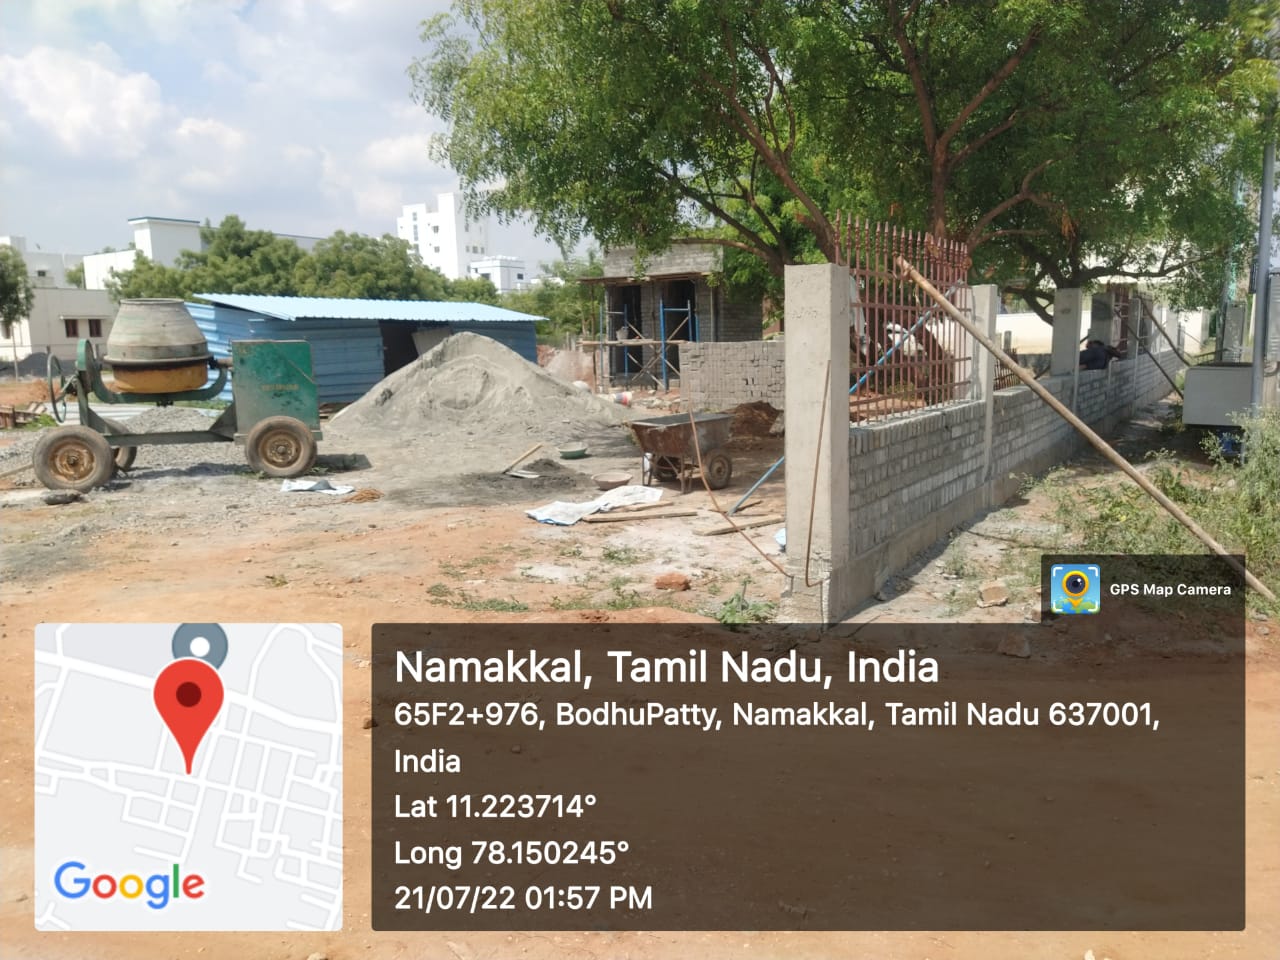 GPS Map Camera
Namakkal, Tamil Nadu, India
65F2+976, BodhuPatty, Namakkal, Tamil Nadu 637001,
India
Lat 11.223714°
Long 78.150245°
21/07/22 01:57 PM
Google